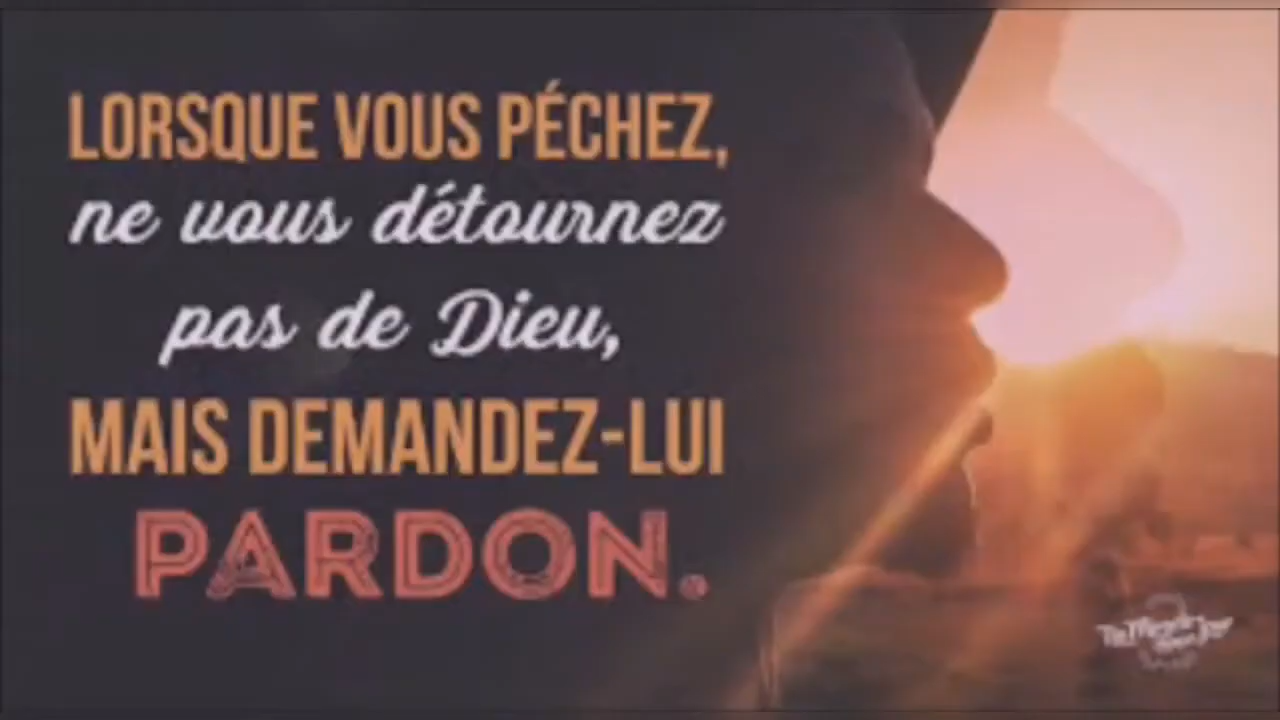 LORSQUE VOUS PÉCHEZ,
ne vous détournez
pas de Dieu,
MAIS DEMANDEZ-LUI
PARDON.